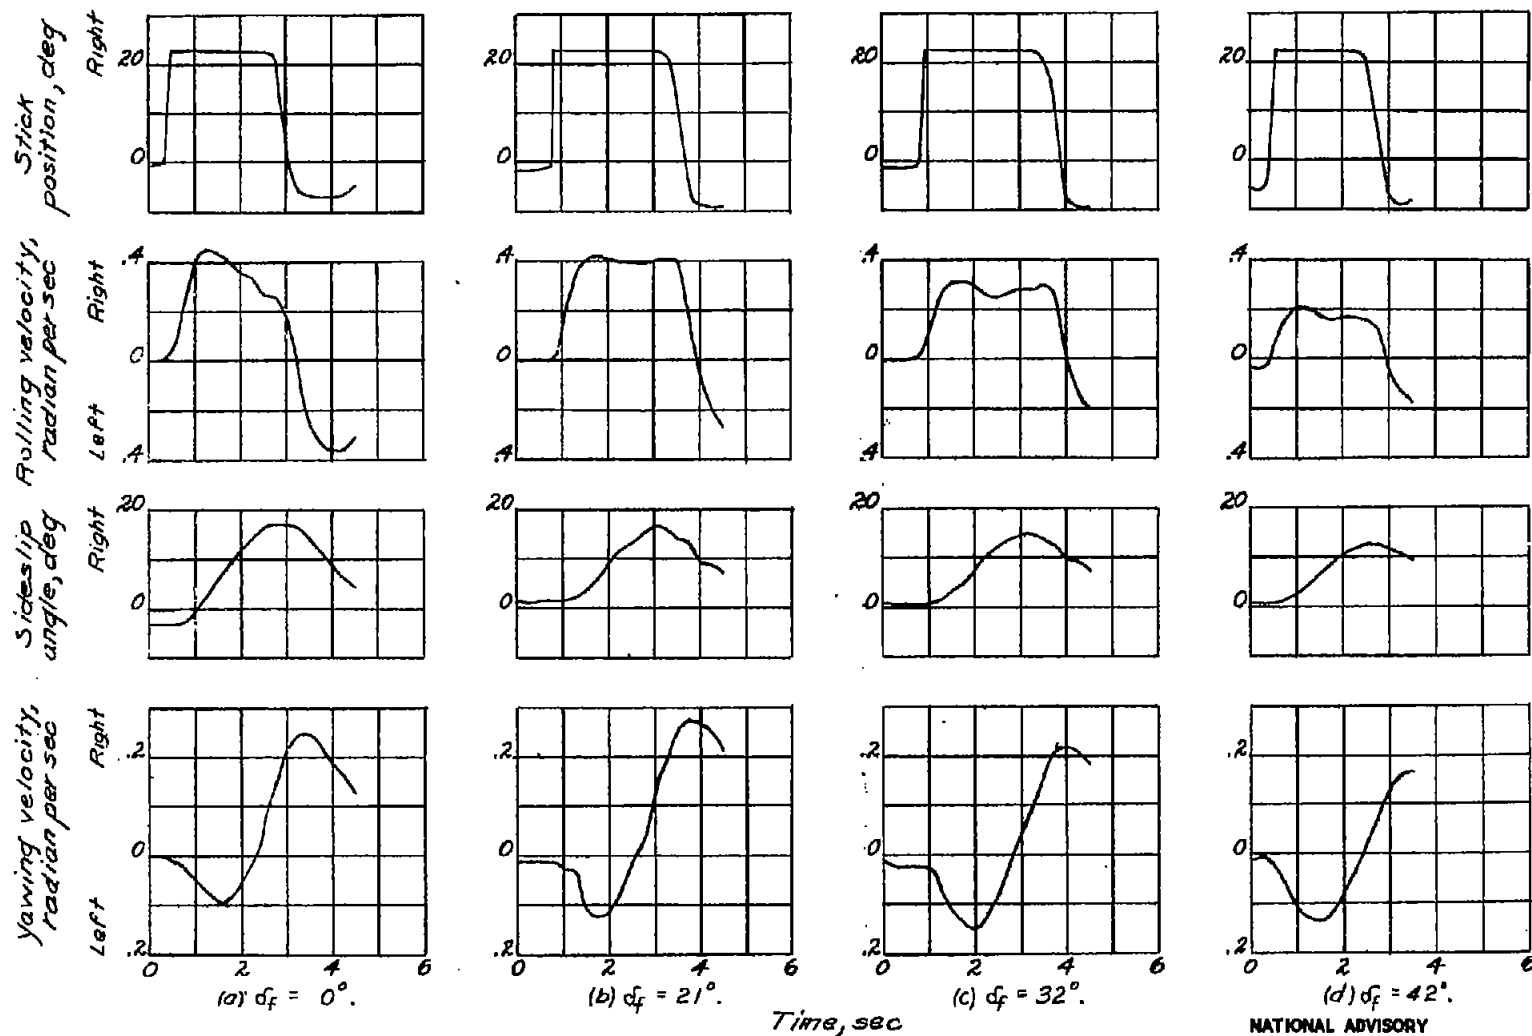 Stick position, deg
Right
20
0
20
0
20
0
20
0
Rolling velocity, radian per sec
Right
Left
.4
0
.4
.4
0
.4
.4
0
.4
.4
0
.4
Sideslip angle, deg
Right
20
0
20
0
20
0
20
0
Yawing velocity, radian per sec
Right
Left
.2
0
.2
.2
0
.2
.2
0
.2
.2
0
.2
0 2 4 6
0 2 4 6
0 2 4 6
0 2 4 6
(a) δf = 0°.
(b) δf = 21°.
(c) δf = 32°.
(d) δf = 42°.
Time, sec
NATIONAL ADVISORY